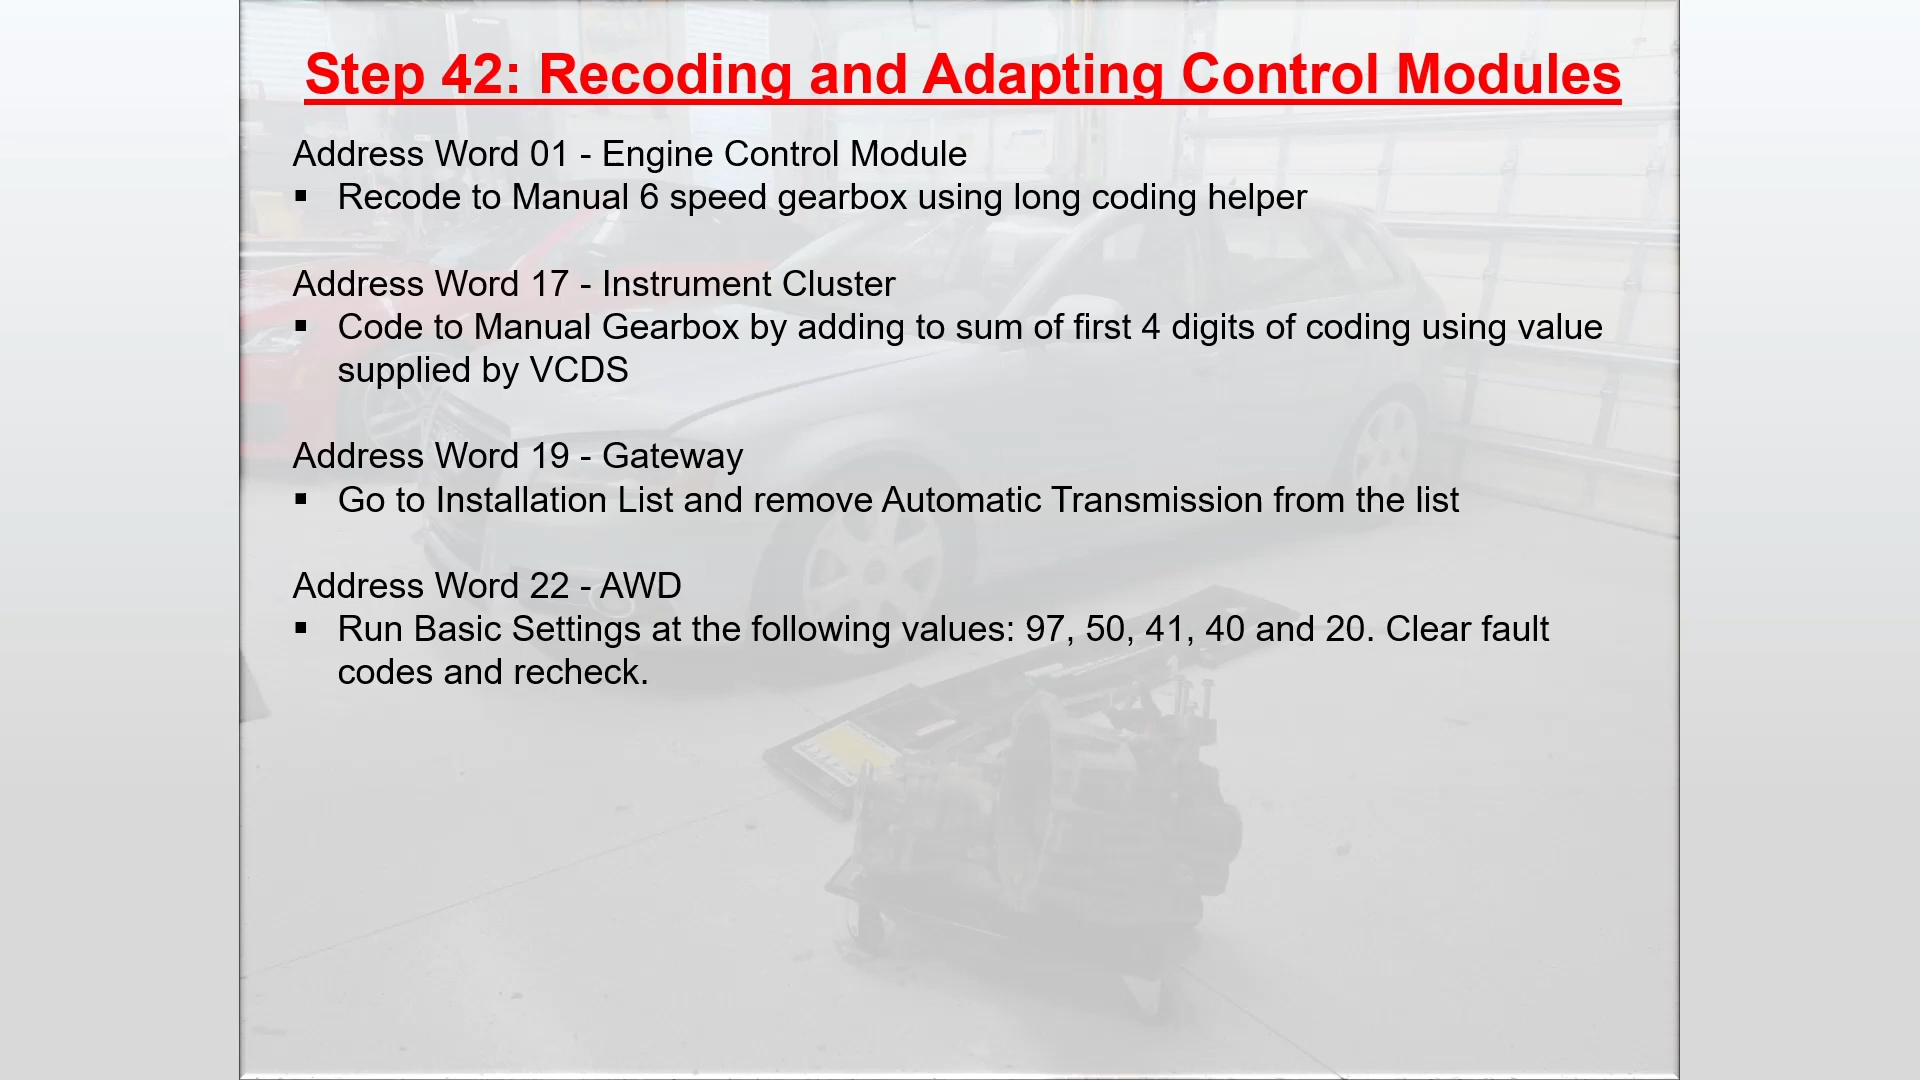 Step 42: Recoding and Adapting Control Modules
Address Word 01 - Engine Control Module
▪ Recode to Manual 6 speed gearbox using long coding helper
Address Word 17 - Instrument Cluster
▪ Code to Manual Gearbox by adding to sum of first 4 digits of coding using value
supplied by VCDS
Address Word 19 - Gateway
▪ Go to Installation List and remove Automatic Transmission from the list
Address Word 22 - AWD
▪ Run Basic Settings at the following values: 97, 50, 41, 40 and 20. Clear fault
codes and recheck.